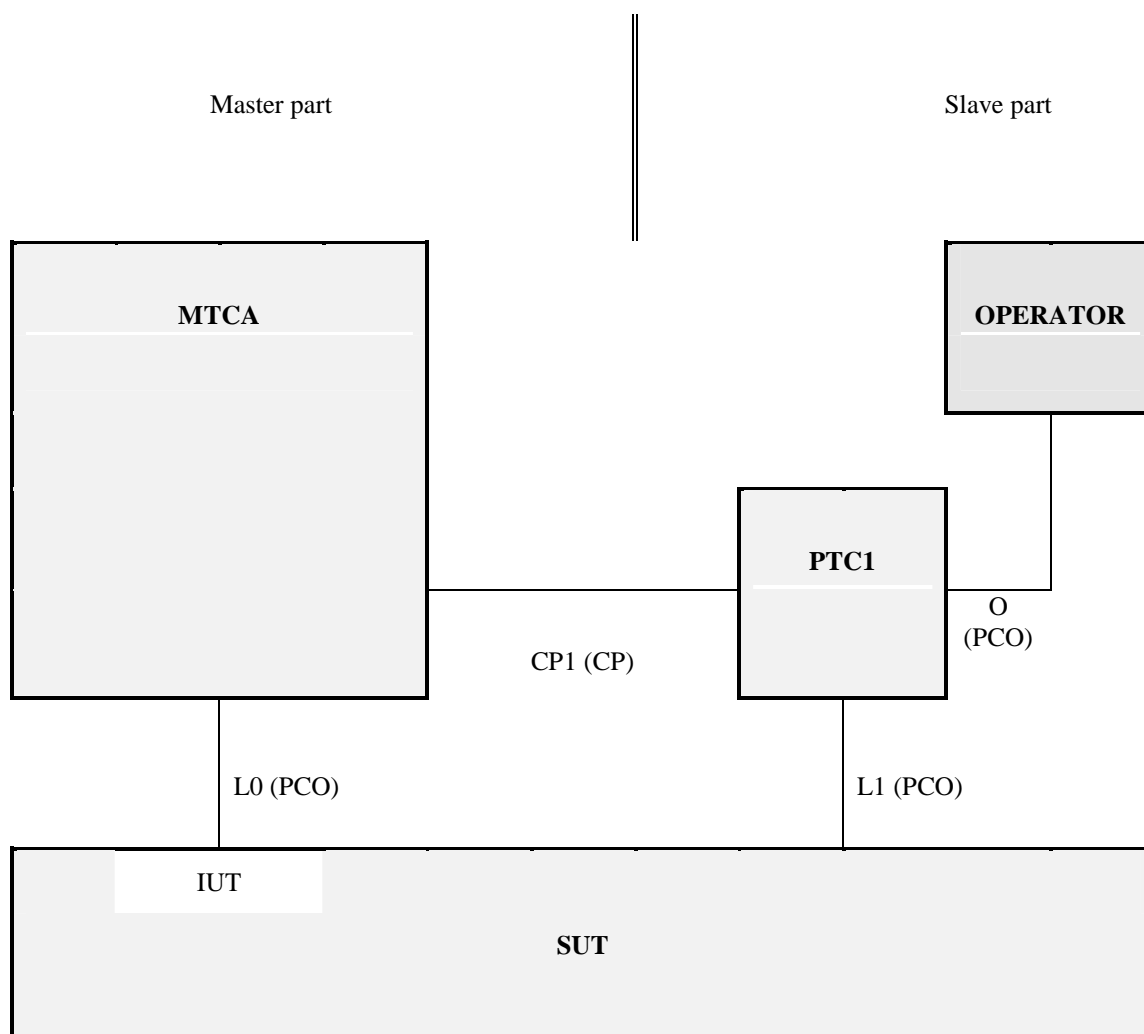 Master part
Slave part
MTCA
OPERATOR
PTC1
O
(PCO)
CP1 (CP)
L0 (PCO)
L1 (PCO)
IUT
SUT